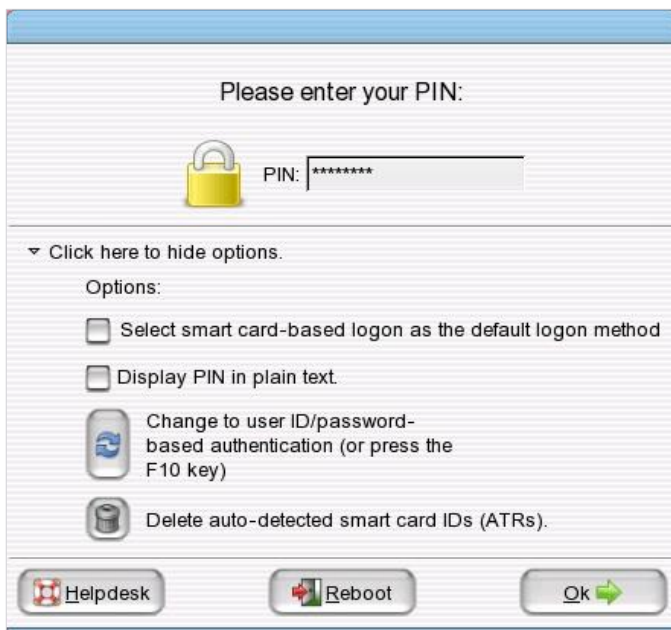 Please enter your PIN:
PIN: ********
Click here to hide options.
Options:
Select smart card-based logon as the default logon method
Display PIN in plain text.
Change to user ID/password-
based authentication (or press the
F10 key)
Delete auto-detected smart card IDs (ATRs).
Helpdesk
Reboot
Ok